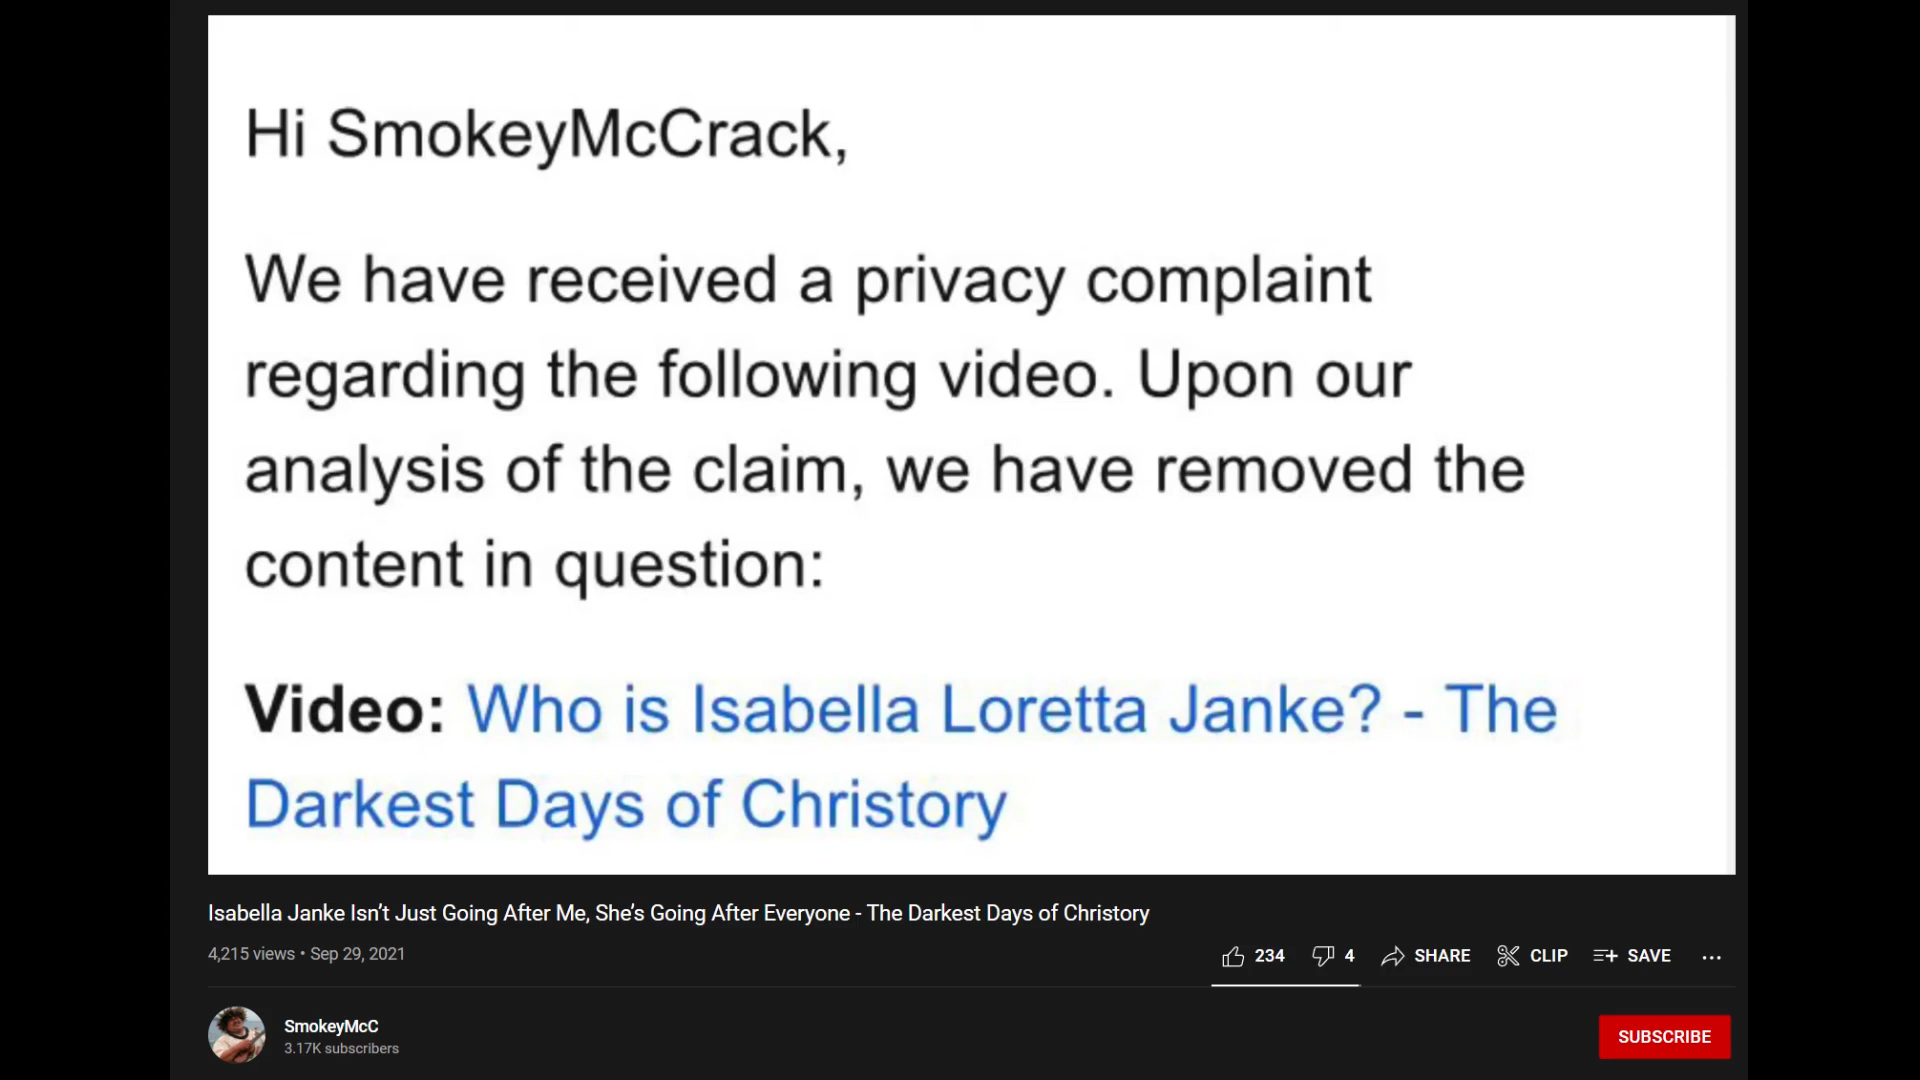 Hi SmokeyMcCrack,
We have received a privacy complaint
regarding the following video. Upon our
analysis of the claim, we have removed the
content in question:
Video: Who is Isabella Loretta Janke? - The
Darkest Days of Christory
Isabella Janke Isn’t Just Going After Me, She’s Going After Everyone - The Darkest Days of Christory
4,215 views • Sep 29, 2021
234 4 SHARE CLIP SAVE ...
SmokeyMcC
3.17K subscribers
SUBSCRIBE